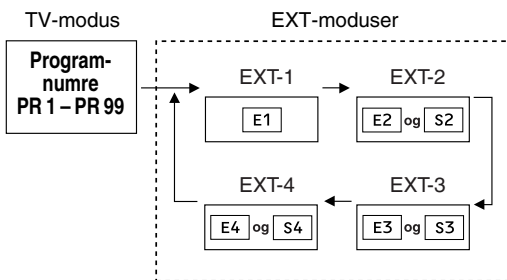 TV-modus
EXT-moduser
Program-
numre
PR 1 – PR 99
EXT-1
EXT-2
E1
E2 og S2
EXT-4
EXT-3
E4 og S4
E3 og S3